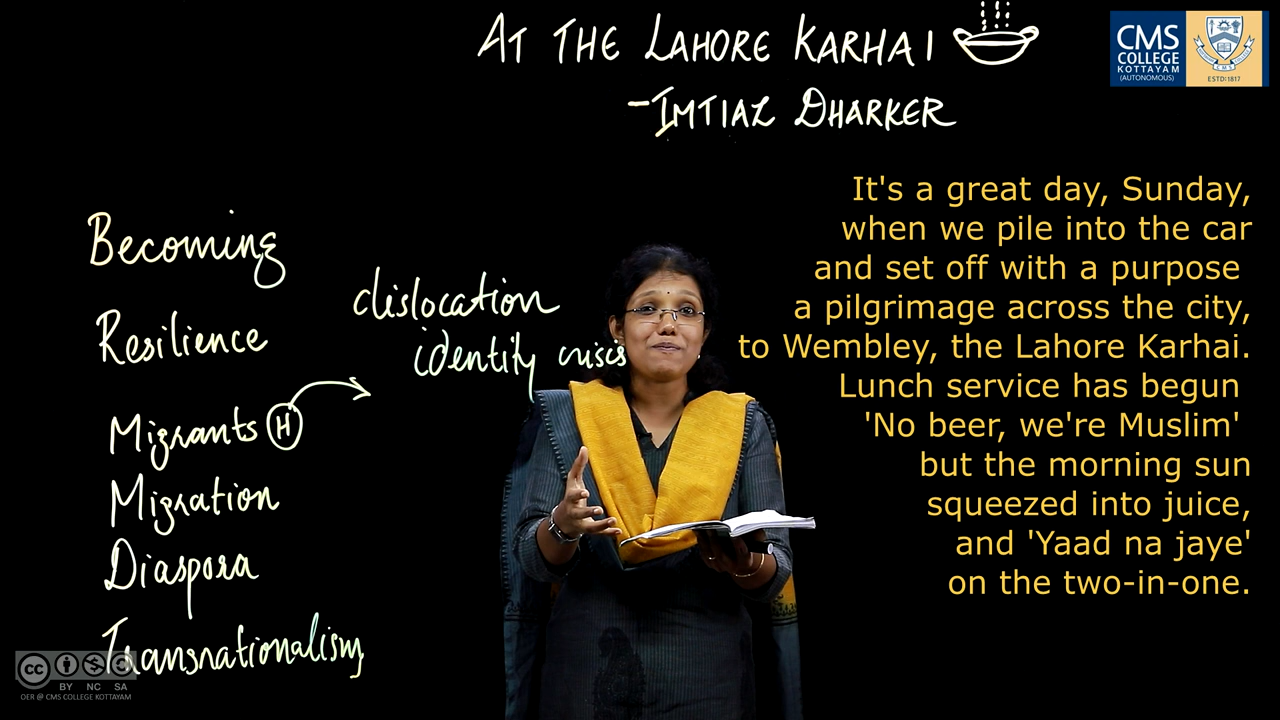 AT THE LAHORE KARHAI
-IMTIAZ DHARKER
CMS
COLLEGE
KOTTAYAM
(AUTONOMOUS)
ESTD:1817
Becoming
Resilience
Migrants H
Migration
Diaspora
Transnationalism
dislocation
identity crises
It's a great day, Sunday,
when we pile into the car
and set off with a purpose
a pilgrimage across the city,
to Wembley, the Lahore Karhai.
Lunch service has begun
'No beer, we're Muslim'
but the morning sun
squeezed into juice,
and 'Yaad na jaye'
on the two-in-one.
cc
BY NC SA
OER @ CMS COLLEGE KOTTAYAM